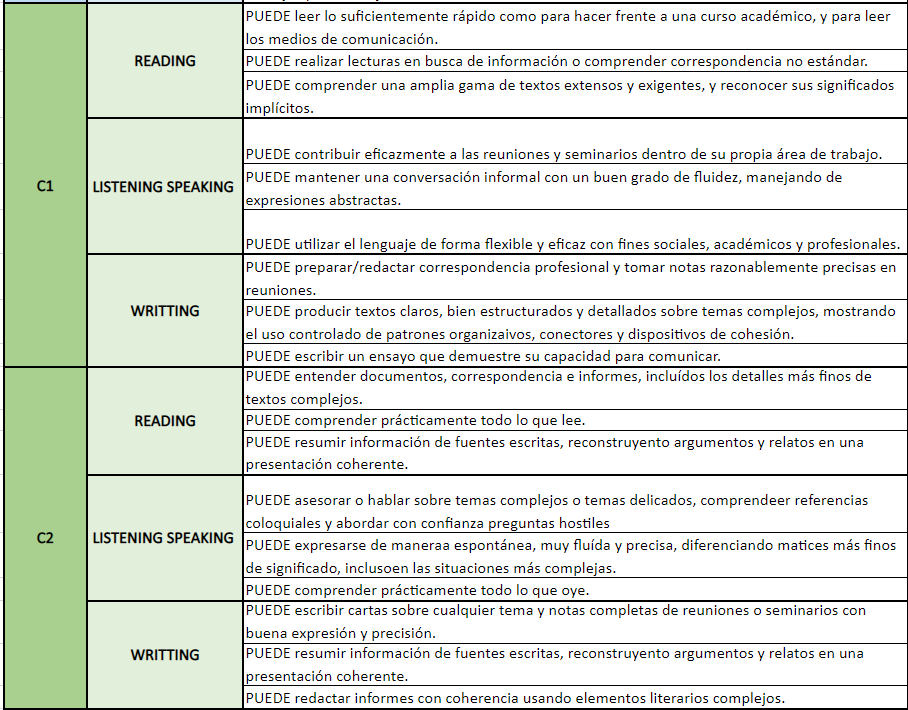 C1
READING
PUEDE leer lo suficientemente rápido como para hacer frente a una curso académico, y para leer
los medios de comunicación.
PUEDE realizar lecturas en busca de información o comprender correspondencia no estándar.
PUEDE comprender una amplia gama de textos extensos y exigentes, y reconocer sus significados
implícitos.
LISTENING SPEAKING
PUEDE contribuir eficazmente a las reuniones y seminarios dentro de su propia área de trabajo.
PUEDE mantener una conversación informal con un buen grado de fluidez, manejando de
expresiones abstractas.
PUEDE utilizar el lenguaje de forma flexible y eficaz con fines sociales, académicos y profesionales.
WRITTING
PUEDE preparar/redactar correspondencia profesional y tomar notas razonablemente precisas en
reuniones.
PUEDE producir textos claros, bien estructurados y detallados sobre temas complejos, mostrando
el uso controlado de patrones organizaivos, conectores y dispositivos de cohesión.
PUEDE escribir un ensayo que demuestre su capacidad para comunicar.
C2
READING
PUEDE entender documentos, correspondencia e informes, incluídos los detalles más finos de
textos complejos.
PUEDE comprender prácticamente todo lo que lee.
PUEDE resumir información de fuentes escritas, reconstruyento argumentos y relatos en una
presentación coherente.
LISTENING SPEAKING
PUEDE asesorar o hablar sobre temas complejos o temas delicados, comprendeer referencias
coloquiales y abordar con confianza preguntas hostiles
PUEDE expresarse de maneraa espontánea, muy fluída y precisa, diferenciando matices más finos
de significado, inclusoen las situaciones más complejas.
PUEDE comprender prácticamente todo lo que oye.
WRITTING
PUEDE escribir cartas sobre cualquier tema y notas completas de reuniones o seminarios con
buena expresión y precisión.
PUEDE resumir información de fuentes escritas, reconstruyento argumentos y relatos en una
presentación coherente.
PUEDE redactar informes con coherencia usando elementos literarios complejos.